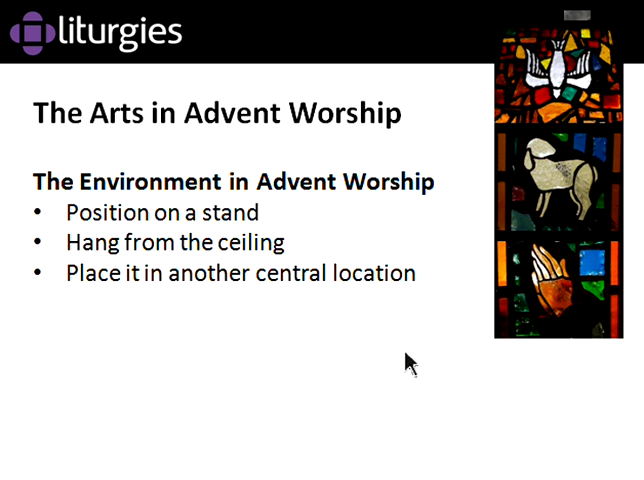 liturgies
The Arts in Advent Worship
The Environment in Advent Worship
• Position on a stand
• Hang from the ceiling
• Place it in another central location